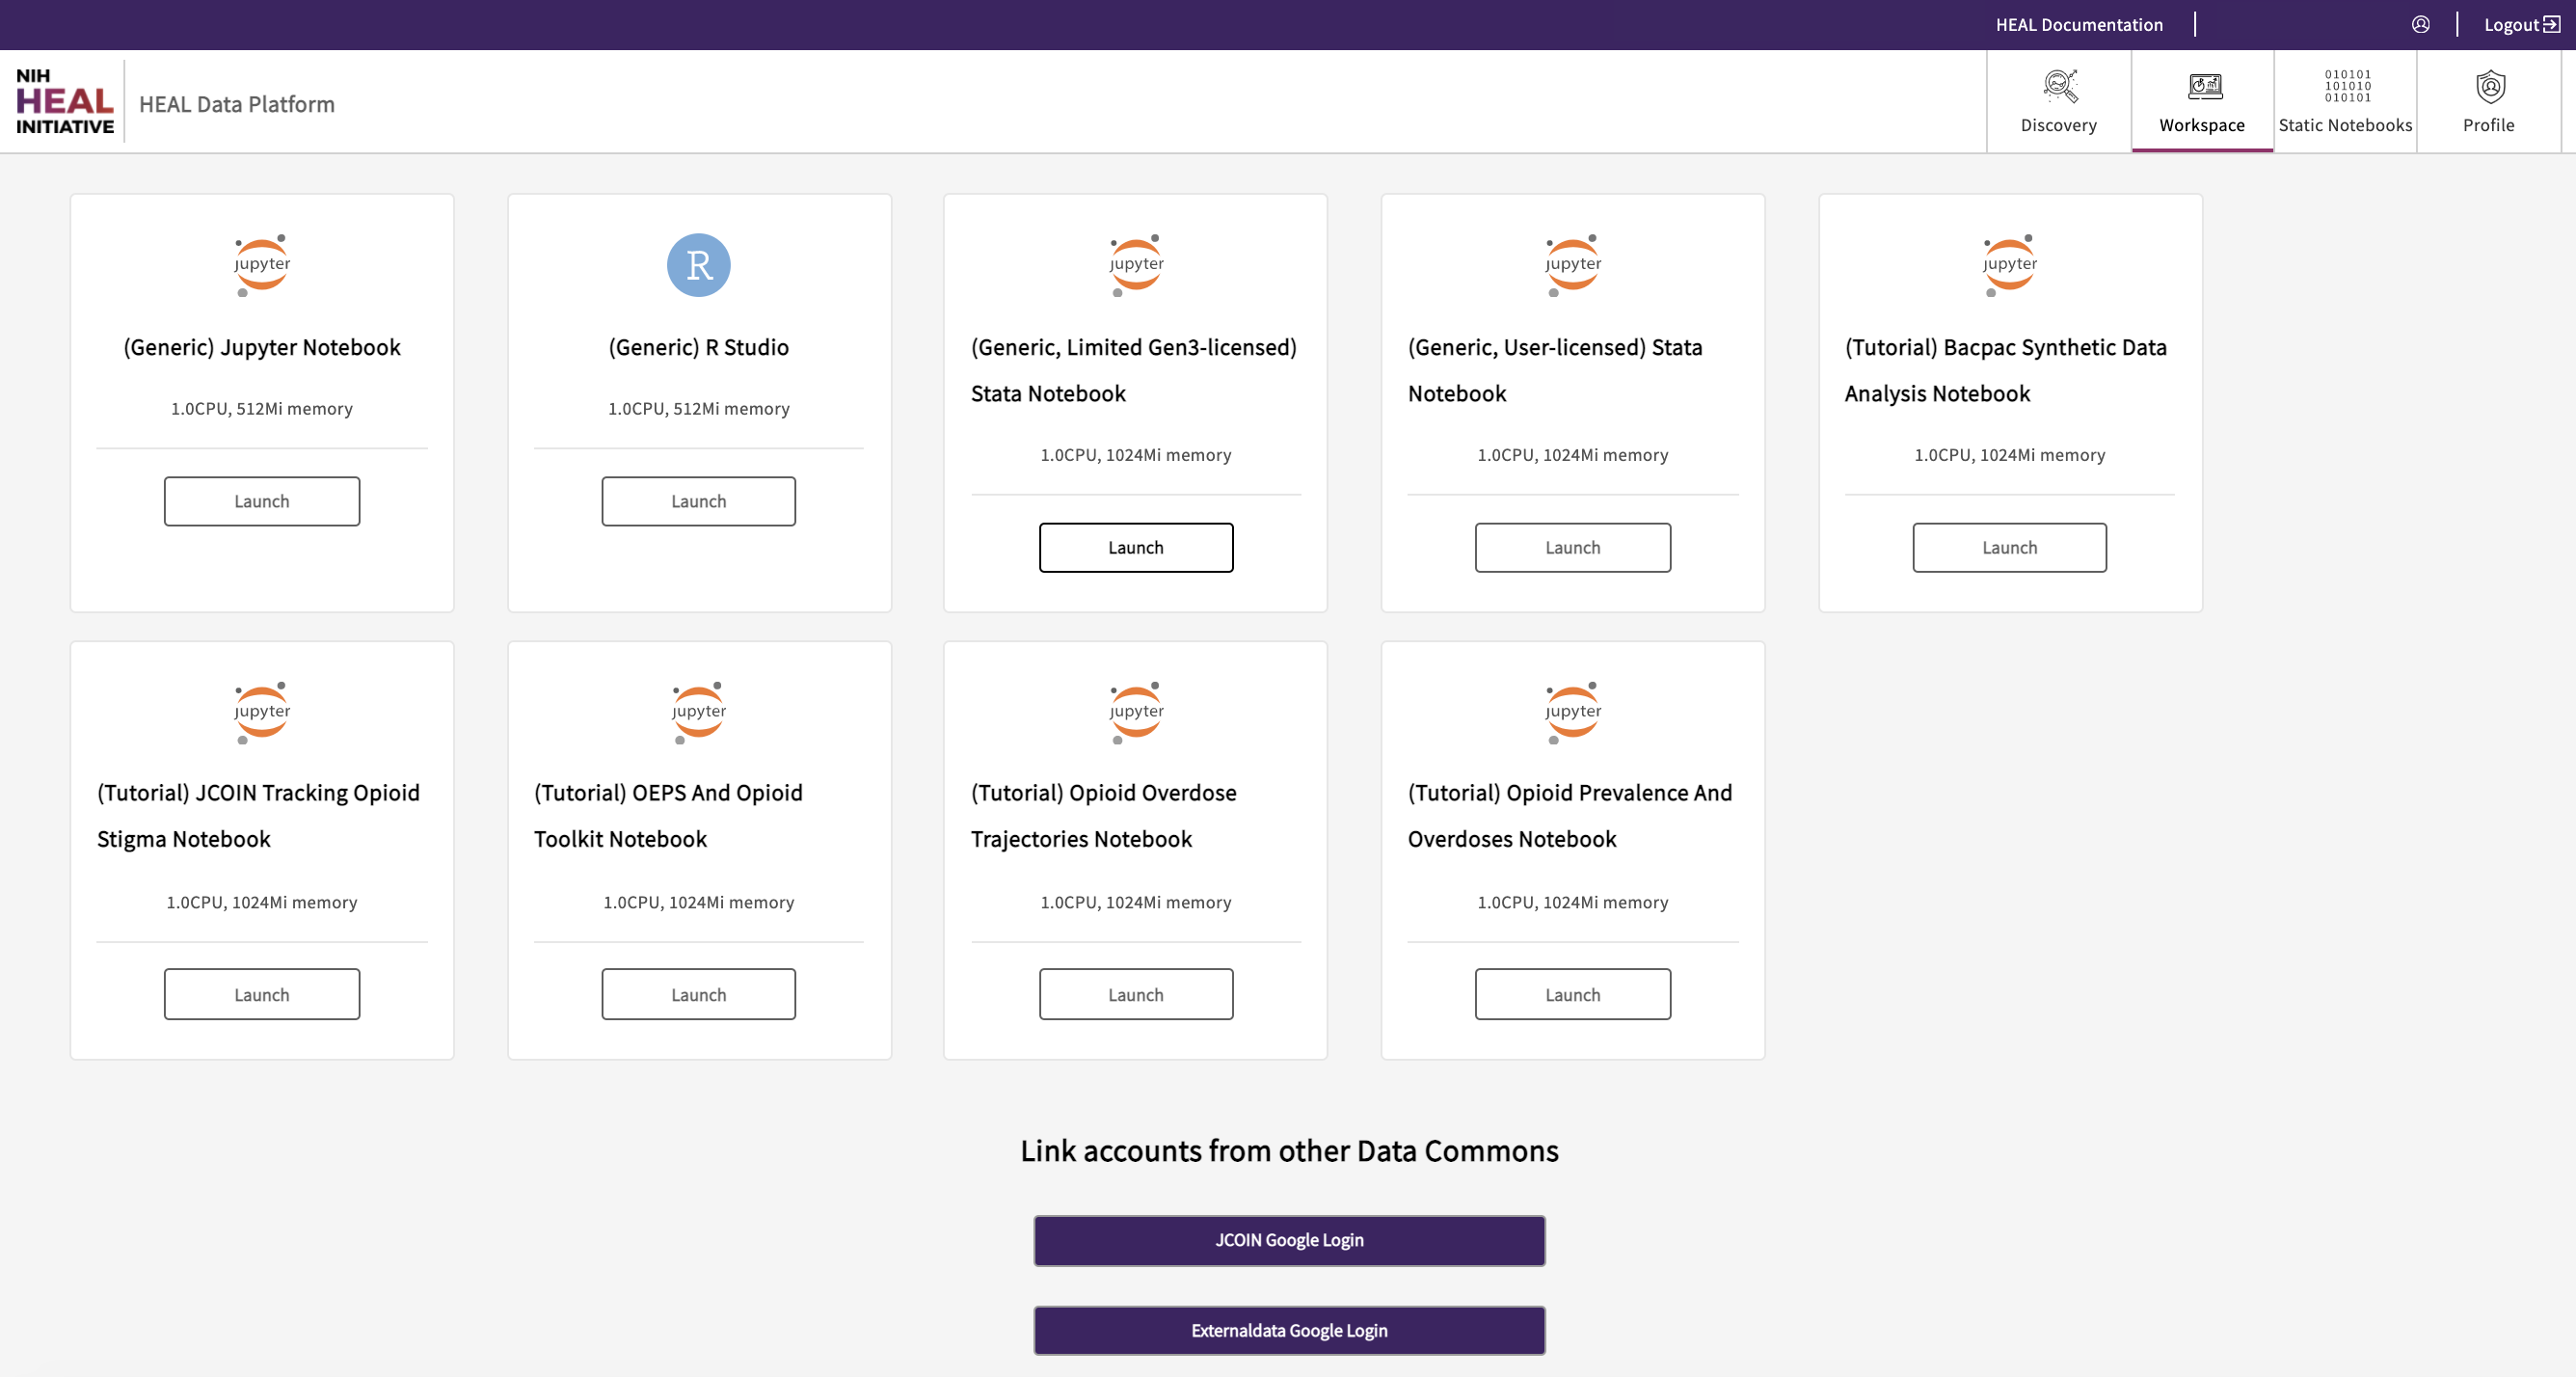 HEAL Documentation
Logout
NIH
HEAL
INITIATIVE
HEAL Data Platform
Discovery
Workspace
010101
101010
010101
Static Notebooks
Profile
jupyter
(Generic) Jupyter Notebook
1.0CPU, 512Mi memory
Launch
R
(Generic) R Studio
1.0CPU, 512Mi memory
Launch
jupyter
(Generic, Limited Gen3-licensed)
Stata Notebook
1.0CPU, 1024Mi memory
Launch
jupyter
(Generic, User-licensed) Stata
Notebook
1.0CPU, 1024Mi memory
Launch
jupyter
(Tutorial) Bacpac Synthetic Data
Analysis Notebook
1.0CPU, 1024Mi memory
Launch
jupyter
(Tutorial) JCOIN Tracking Opioid
Stigma Notebook
1.0CPU, 1024Mi memory
Launch
jupyter
(Tutorial) OEPS And Opioid
Toolkit Notebook
1.0CPU, 1024Mi memory
Launch
jupyter
(Tutorial) Opioid Overdose
Trajectories Notebook
1.0CPU, 1024Mi memory
Launch
jupyter
(Tutorial) Opioid Prevalence And
Overdoses Notebook
1.0CPU, 1024Mi memory
Launch
Link accounts from other Data Commons
JCOIN Google Login
Externaldata Google Login